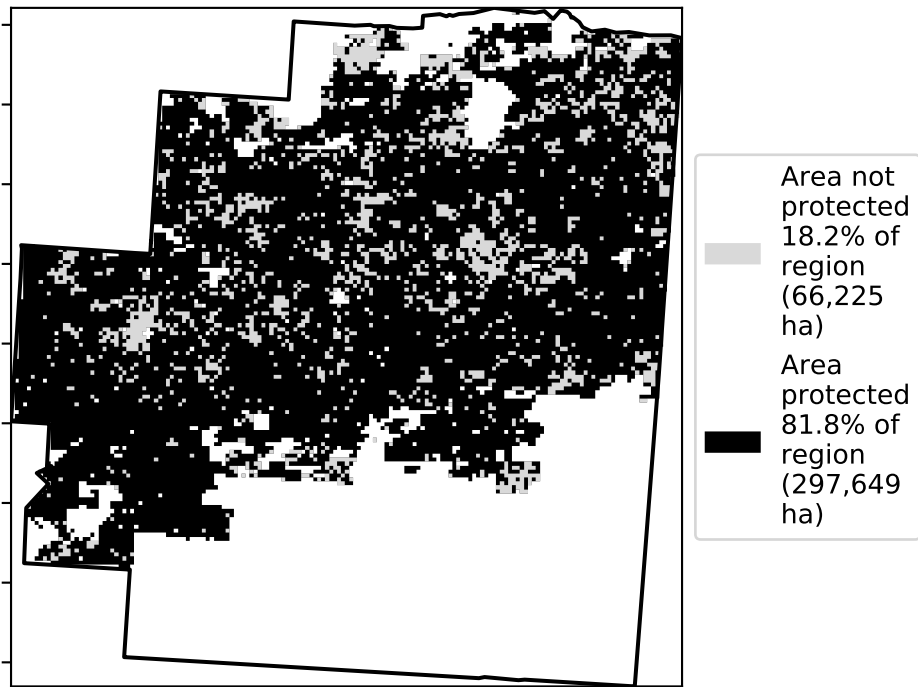 Area not
protected
18.2% of
region
(66,225
ha)
Area
protected
81.8% of
region
(297,649
ha)